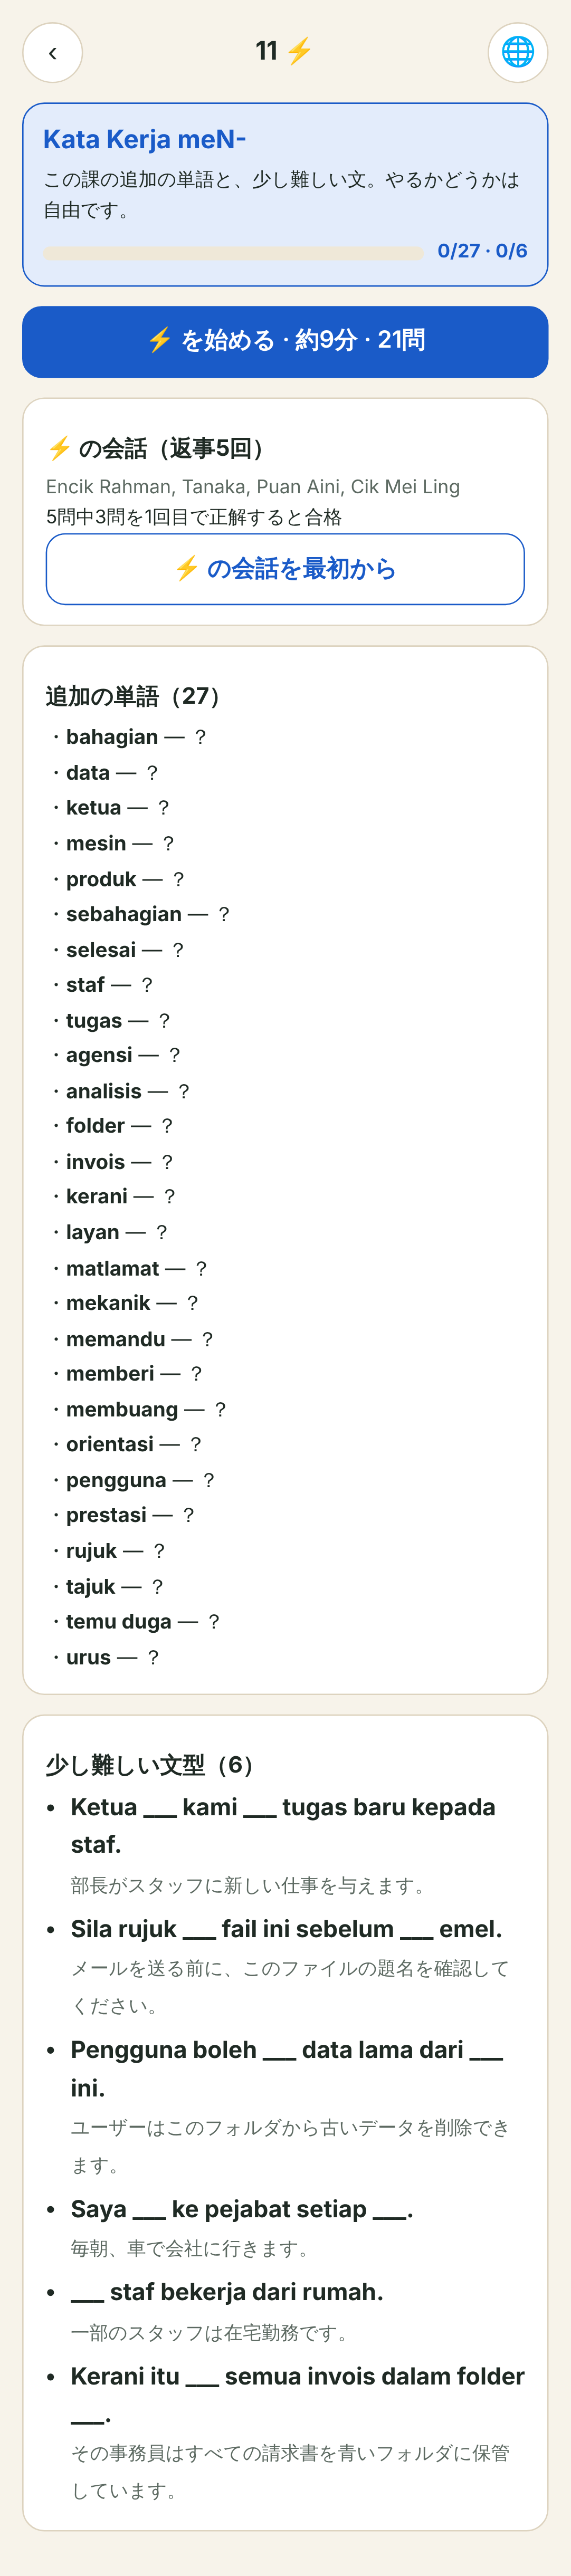 ‹
11 ⚡
🌐
Kata Kerja meN-
この課の追加の単語と、少し難しい文。やるかどうかは
自由です。
0/27 · 0/6
⚡ を始める · 約9分 · 21問
⚡ の会話（返事5回）
Encik Rahman, Tanaka, Puan Aini, Cik Mei Ling
5問中3問を1回目で正解すると合格
⚡ の会話を最初から
追加の単語（27）
· bahagian — ？
· data — ？
· ketua — ？
· mesin — ？
· produk — ？
· sebahagian — ？
· selesai — ？
· staf — ？
· tugas — ？
· agensi — ？
· analisis — ？
· folder — ？
· invois — ？
· kerani — ？
· layan — ？
· matlamat — ？
· mekanik — ？
· memandu — ？
· memberi — ？
· membuang — ？
· orientasi — ？
· pengguna — ？
· prestasi — ？
· rujuk — ？
· tajuk — ？
· temu duga — ？
· urus — ？
少し難しい文型（6）
• Ketua ___ kami ___ tugas baru kepada
staf.
部長がスタッフに新しい仕事を与えます。
• Sila rujuk ___ fail ini sebelum ___ emel.
メールを送る前に、このファイルの題名を確認して
ください。
• Pengguna boleh ___ data lama dari ___
ini.
ユーザーはこのフォルダから古いデータを削除でき
ます。
• Saya ___ ke pejabat setiap ___.
毎朝、車で会社に行きます。
• ___ staf bekerja dari rumah.
一部のスタッフは在宅勤務です。
• Kerani itu ___ semua invois dalam folder
___.
その事務員はすべての請求書を青いフォルダに保管
しています。